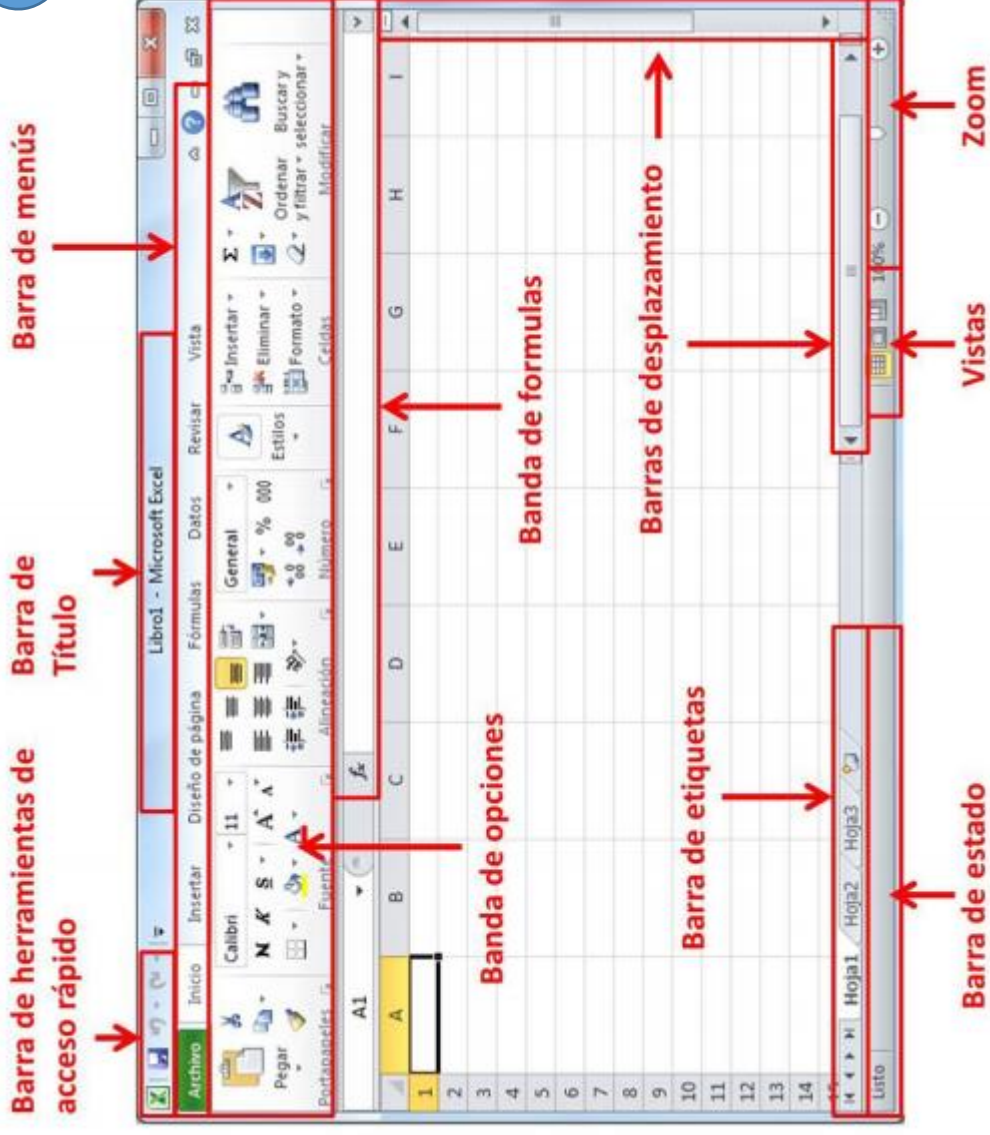 Barra de herramientas de
acceso rápido
Barra de
Título
Barra de menús
Libro1 - Microsoft Excel
Archivo Inicio Insertar Diseño de página Fórmulas Datos Revisar Vista
Pegar
Portapapeles
Calibri 11
N K S A A
A
Fuente
Alineación
General
% 000
Número
Estilos
Insertar
Eliminar
Formato
Celdas
Σ
Ordenar
y filtrar
Buscar y
seleccionar
Modificar
A1 fx
A B C D E F G H I
1
2
3
4
5
6
7
8
9
10
11
12
13
14
Banda de opciones
Banda de formulas
Barra de etiquetas
Barras de desplazamiento
Hoja1 Hoja2 Hoja3
Listo 100%
Barra de estado
Vistas
Zoom